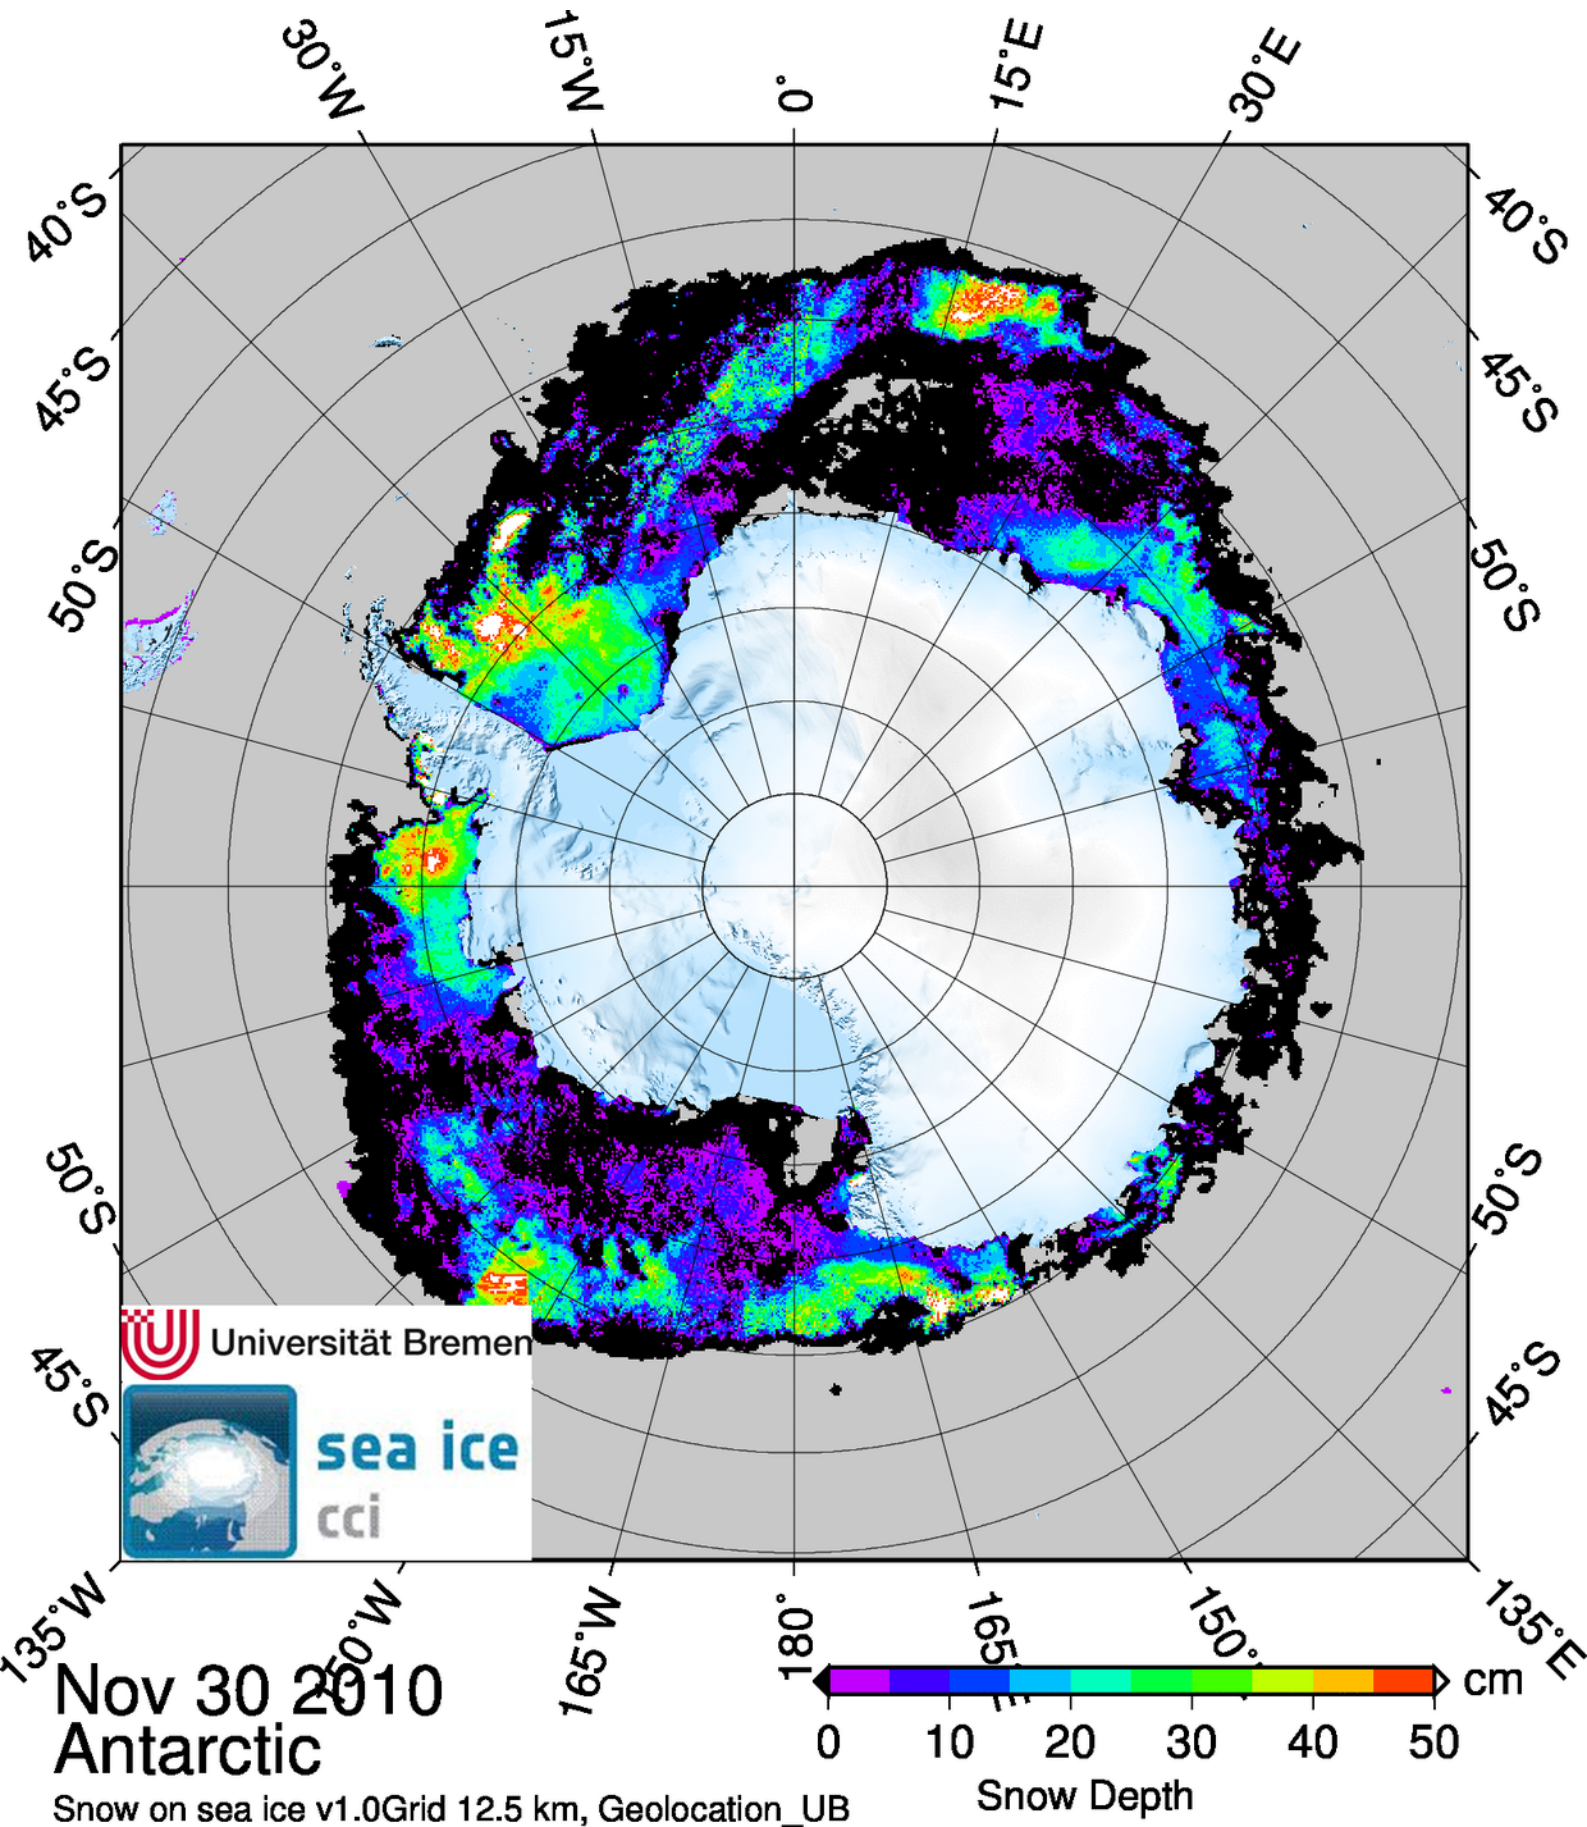 30°W
15°W
0°
15°E
30°E
40°S
40°S
45°S
45°S
50°S
50°S
50°S
50°S
45°S
45°S
Universität Bremen
sea ice
cci
135°W
165°W
180°
135°E
Nov 30 2010
Antarctic
Snow on sea ice v1.0Grid 12.5 km, Geolocation_UB
cm
0 10 20 30 40 50
Snow Depth